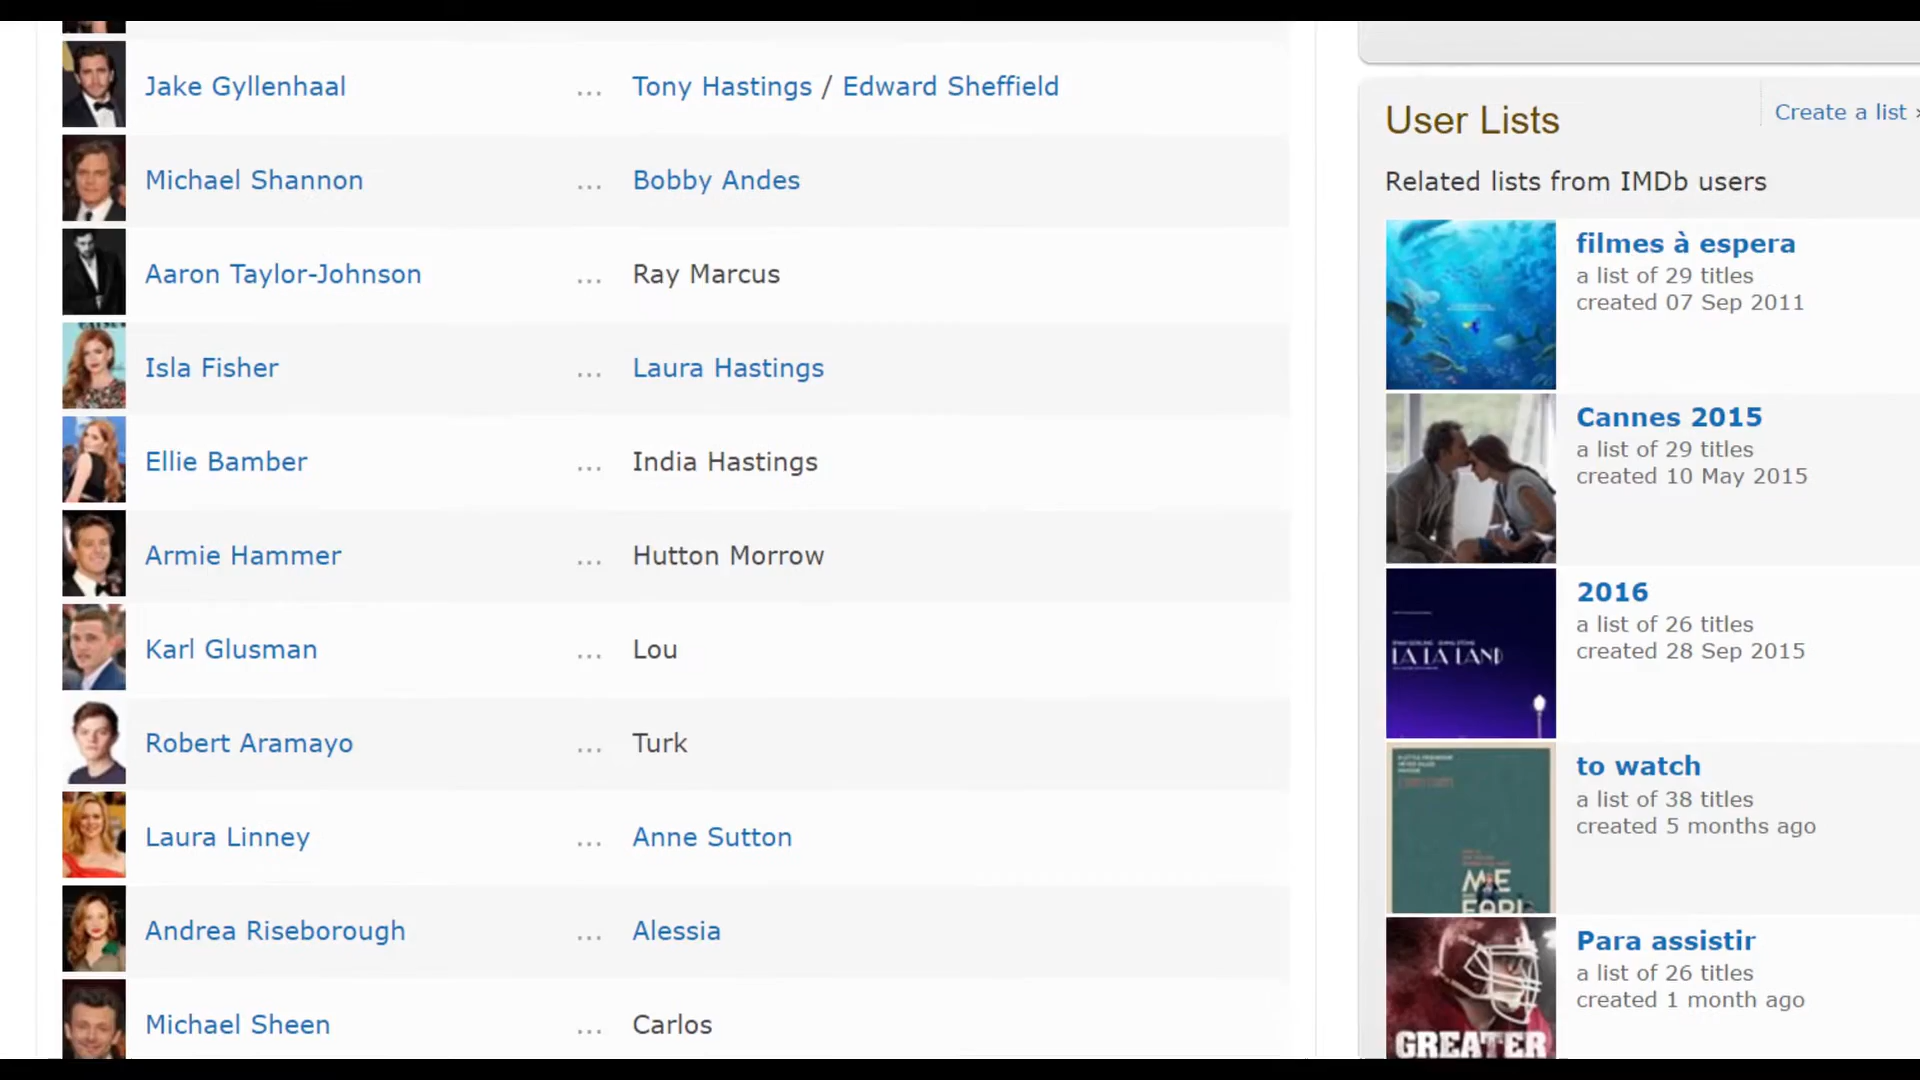 Jake Gyllenhaal ... Tony Hastings / Edward Sheffield
Michael Shannon ... Bobby Andes
Aaron Taylor-Johnson ... Ray Marcus
Isla Fisher ... Laura Hastings
Ellie Bamber ... India Hastings
Armie Hammer ... Hutton Morrow
Karl Glusman ... Lou
Robert Aramayo ... Turk
Laura Linney ... Anne Sutton
Andrea Riseborough ... Alessia
Michael Sheen ... Carlos
User Lists
Create a list »
Related lists from IMDb users
filmes à espera
a list of 29 titles
created 07 Sep 2011
Cannes 2015
a list of 29 titles
created 10 May 2015
LA LA LAND
2016
a list of 26 titles
created 28 Sep 2015
ME
EARL
to watch
a list of 38 titles
created 5 months ago
GREATER
Para assistir
a list of 26 titles
created 1 month ago